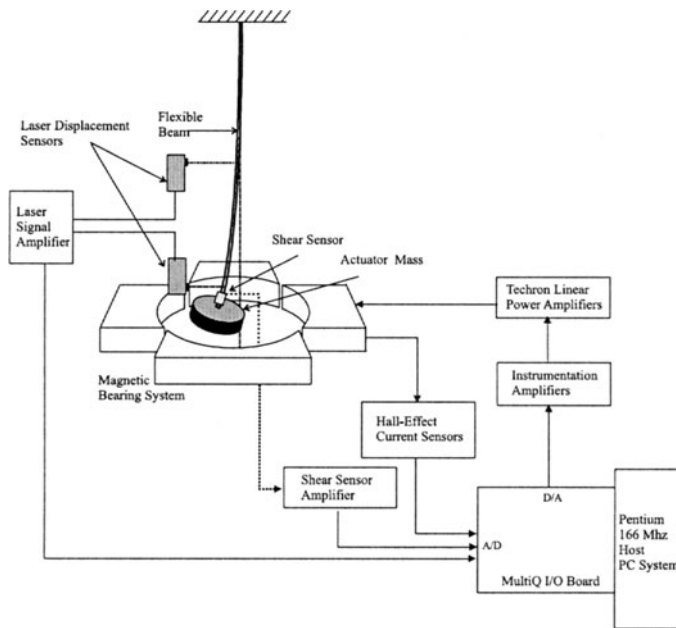 Flexible
Beam
Laser Displacement
Sensors
Laser
Signal
Amplifier
Shear Sensor
Actuator Mass
Techron Linear
Power Amplifiers
Magnetic
Bearing System
Instrumentation
Amplifiers
Hall-Effect
Current Sensors
Shear Sensor
Amplifier
D/A
A/D
MultiQ I/O Board
Pentium
166 Mhz
Host
PC System